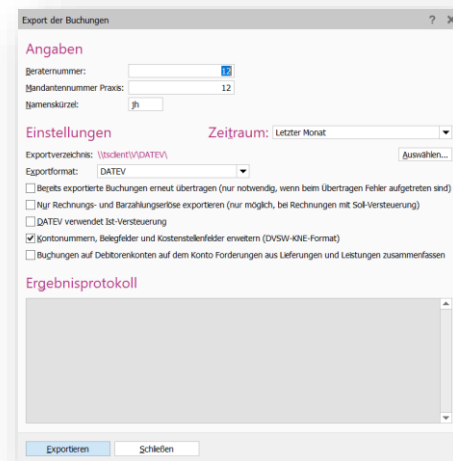 Export der Buchungen
Angaben
Beraternummer: 12
Mandantennummer Praxis: 12
Namenskürzel: jh
Einstellungen Zeitraum: Letzter Monat
Exportverzeichnis: \\tsclient\V\DATEV\ Auswählen...
Exportformat: DATEV
Bereits exportierte Buchungen erneut übertragen (nur notwendig, wenn beim Übertragen Fehler aufgetreten sind)
Nur Rechnungs- und Barzahlungserlöse exportieren (nur möglich, bei Rechnungen mit Soll-Versteuerung)
DATEV verwendet Ist-Versteuerung
Kontonummern, Belegfelder und Kostenstellenfelder erweitern (DVSW-KNE-Format)
Buchungen auf Debitorenkonten auf dem Konto Forderungen aus Lieferungen und Leistungen zusammenfassen
Ergebnisprotokoll
Exportieren Schließen